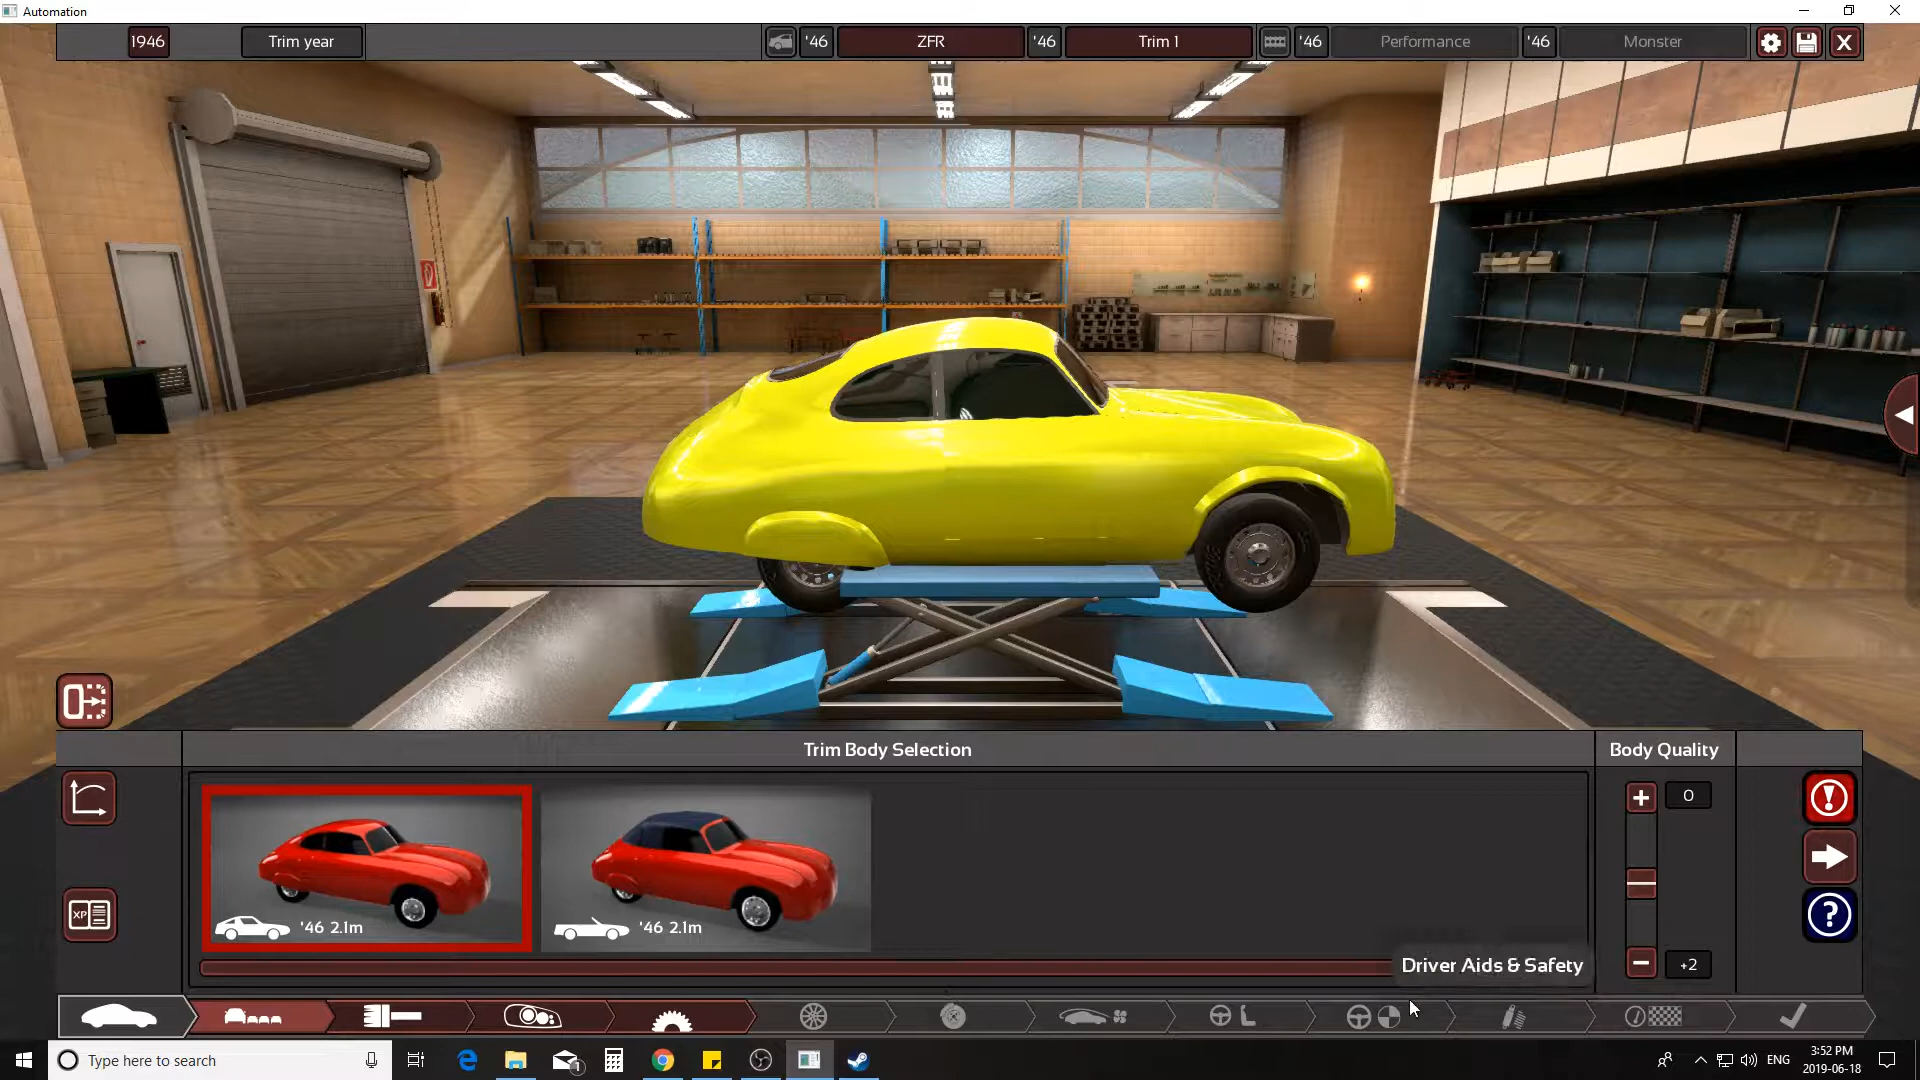 Automation
1946
Trim year
'46
ZFR
'46
Trim 1
'46
Performance
'46
Monster
Trim Body Selection
Body Quality
0
+2
XP
'46 2.1m
'46 2.1m
Driver Aids & Safety
Type here to search
1
ENG
3:52 PM
2019-06-18